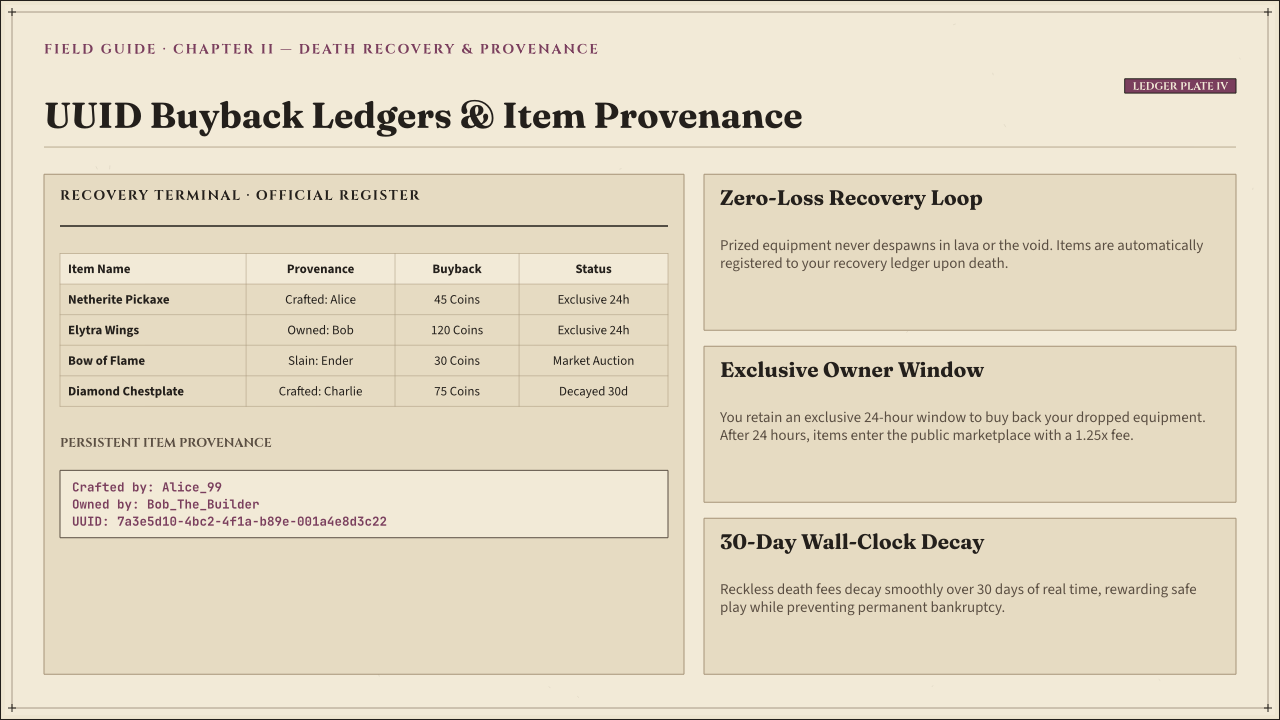 FIELD GUIDE · CHAPTER II — DEATH RECOVERY & PROVENANCE
LEDGER PLATE IV
UUID Buyback Ledgers & Item Provenance
RECOVERY TERMINAL · OFFICIAL REGISTER
Item Name Provenance Buyback Status
Netherite Pickaxe Crafted: Alice 45 Coins Exclusive 24h
Elytra Wings Owned: Bob 120 Coins Exclusive 24h
Bow of Flame Slain: Ender 30 Coins Market Auction
Diamond Chestplate Crafted: Charlie 75 Coins Decayed 30d
PERSISTENT ITEM PROVENANCE
Crafted by: Alice_99
Owned by: Bob_The_Builder
UUID: 7a3e5d10-4bc2-4f1a-b89e-001a4e8d3c22
Zero-Loss Recovery Loop
Prized equipment never despawns in lava or the void. Items are automatically
registered to your recovery ledger upon death.
Exclusive Owner Window
You retain an exclusive 24-hour window to buy back your dropped equipment.
After 24 hours, items enter the public marketplace with a 1.25x fee.
30-Day Wall-Clock Decay
Reckless death fees decay smoothly over 30 days of real time, rewarding safe
play while preventing permanent bankruptcy.